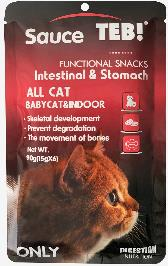 Sauce TEB!
FUNCTIONAL SNACKS
Intestinal & Stomach
ALL CAT
BABYCAT&INDOOR
· Skeletal development
· Prevent degradation
· The movement of bones
Net WT.
90g(15gX6)
ONLY
DIGESTION
NUTRITION